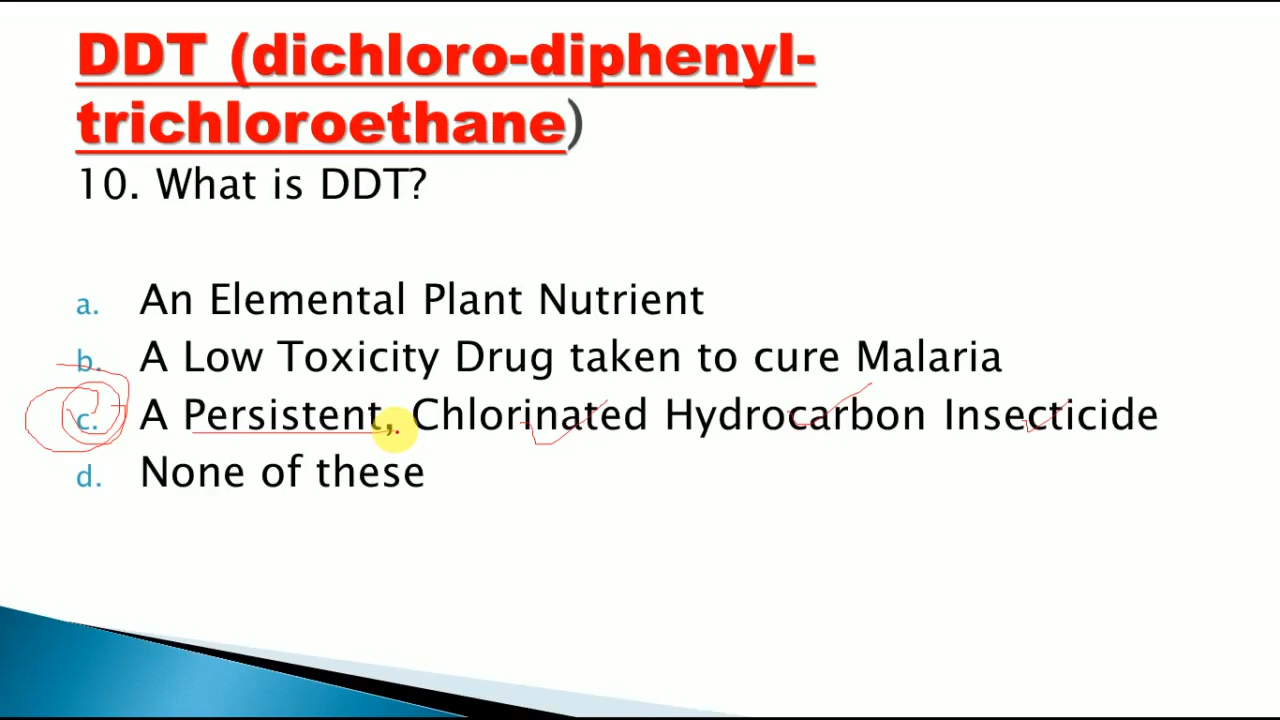 DDT (dichloro-diphenyl-
trichloroethane)
10. What is DDT?
a. An Elemental Plant Nutrient
b. A Low Toxicity Drug taken to cure Malaria
c. A Persistent, Chlorinated Hydrocarbon Insecticide
d. None of these